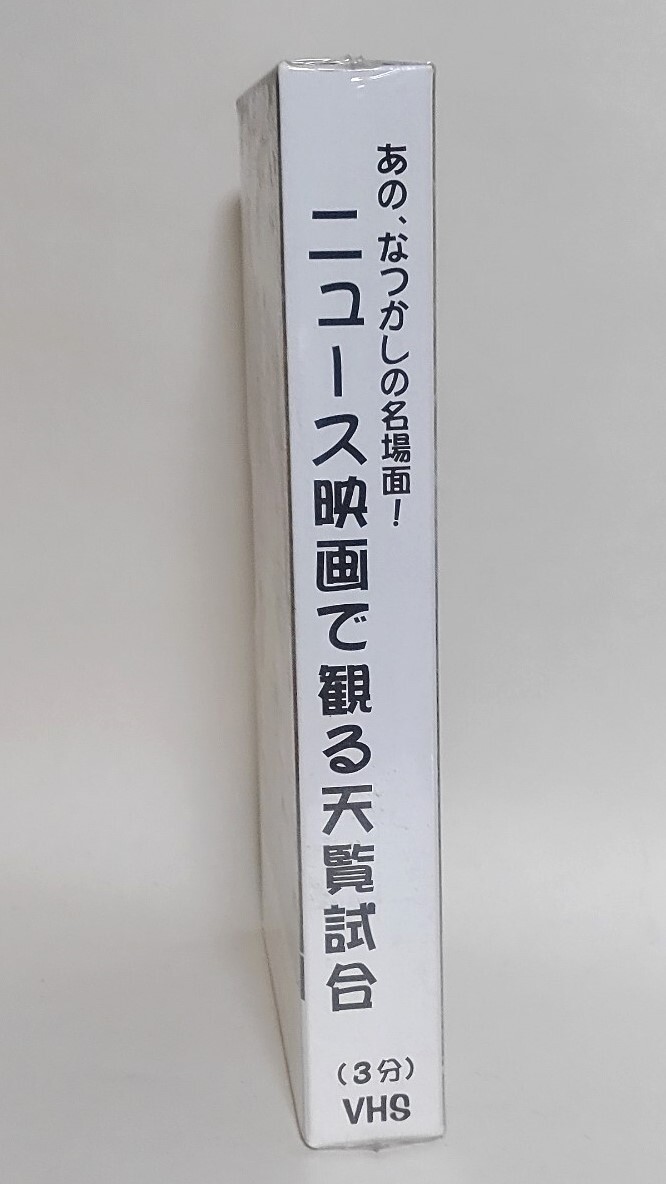 あの、なつかしの名場面!
ニュース映画で観る天覧試合
(3分)
VHS